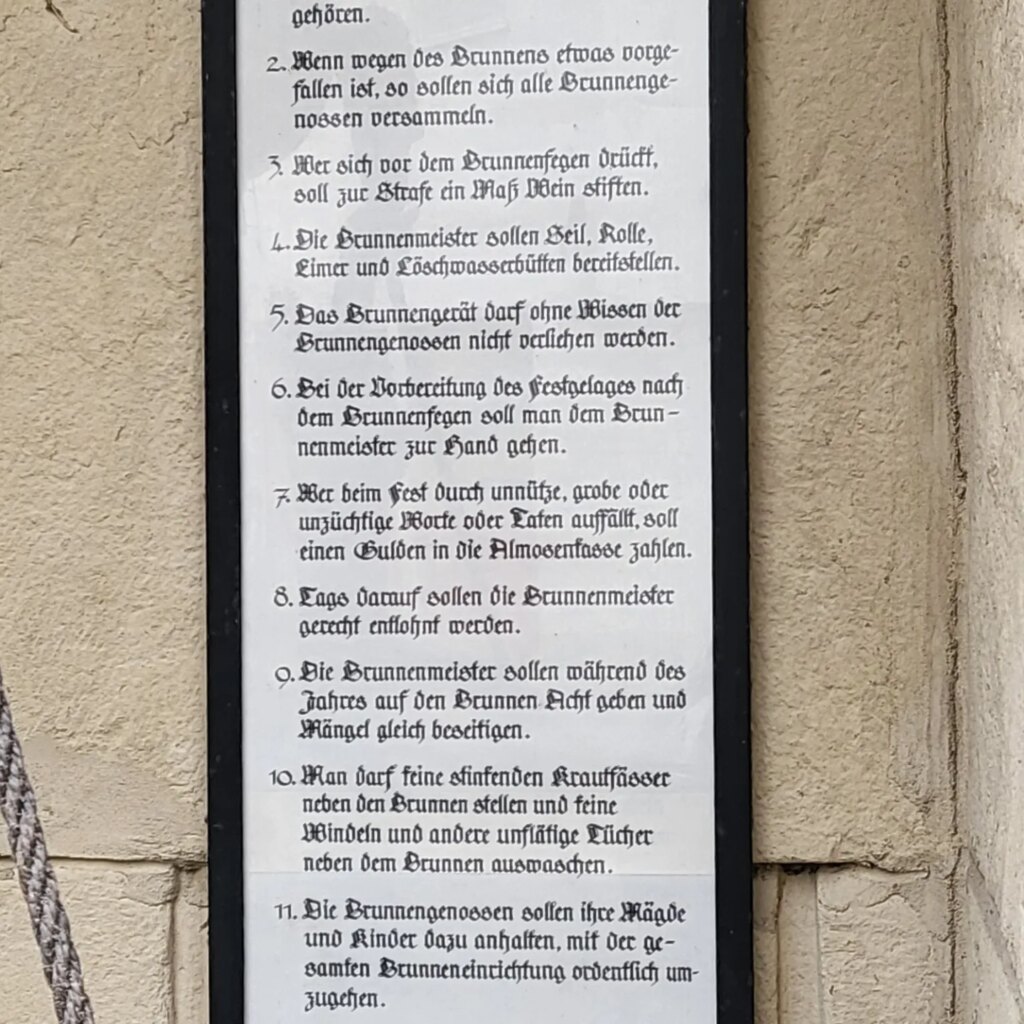 gehören.
2. Wenn wegen des Brunnens etwas vorge-
fallen ist, so sollen sich alle Brunnenge-
nossen versammeln.
3. Wer sich vor dem Brunnenfegen drückt,
soll zur Strafe ein Maß Wein stiften.
4. Die Brunnenmeister sollen Seil, Rolle,
Eimer und Löschwasserbütten bereitstellen.
5. Das Brunnengerät darf ohne Wissen der
Brunnengenossen nicht verliehen werden.
6. Bei der Vorbereitung des Festgelages nach
dem Brunnenfegen soll man dem Brun-
nenmeister zur Hand gehen.
7. Wer beim Fest durch unnütze, grobe oder
unzüchtige Worte oder Taten auffällt, soll
einen Gulden in die Almosenkasse zahlen.
8. Tags darauf sollen die Brunnenmeister
gerecht entlohnt werden.
9. Die Brunnenmeister sollen während des
Jahres auf den Brunnen Acht geben und
Mängel gleich beseitigen.
10. Man darf keine stinkenden Krautfässer
neben den Brunnen stellen und keine
Windeln und andere unflätige Tücher
neben dem Brunnen auswaschen.
11. Die Brunnengenossen sollen ihre Mägde
und Kinder dazu anhalten, mit der ge-
samten Brunneneinrichtung ordentlich um-
zugehen.